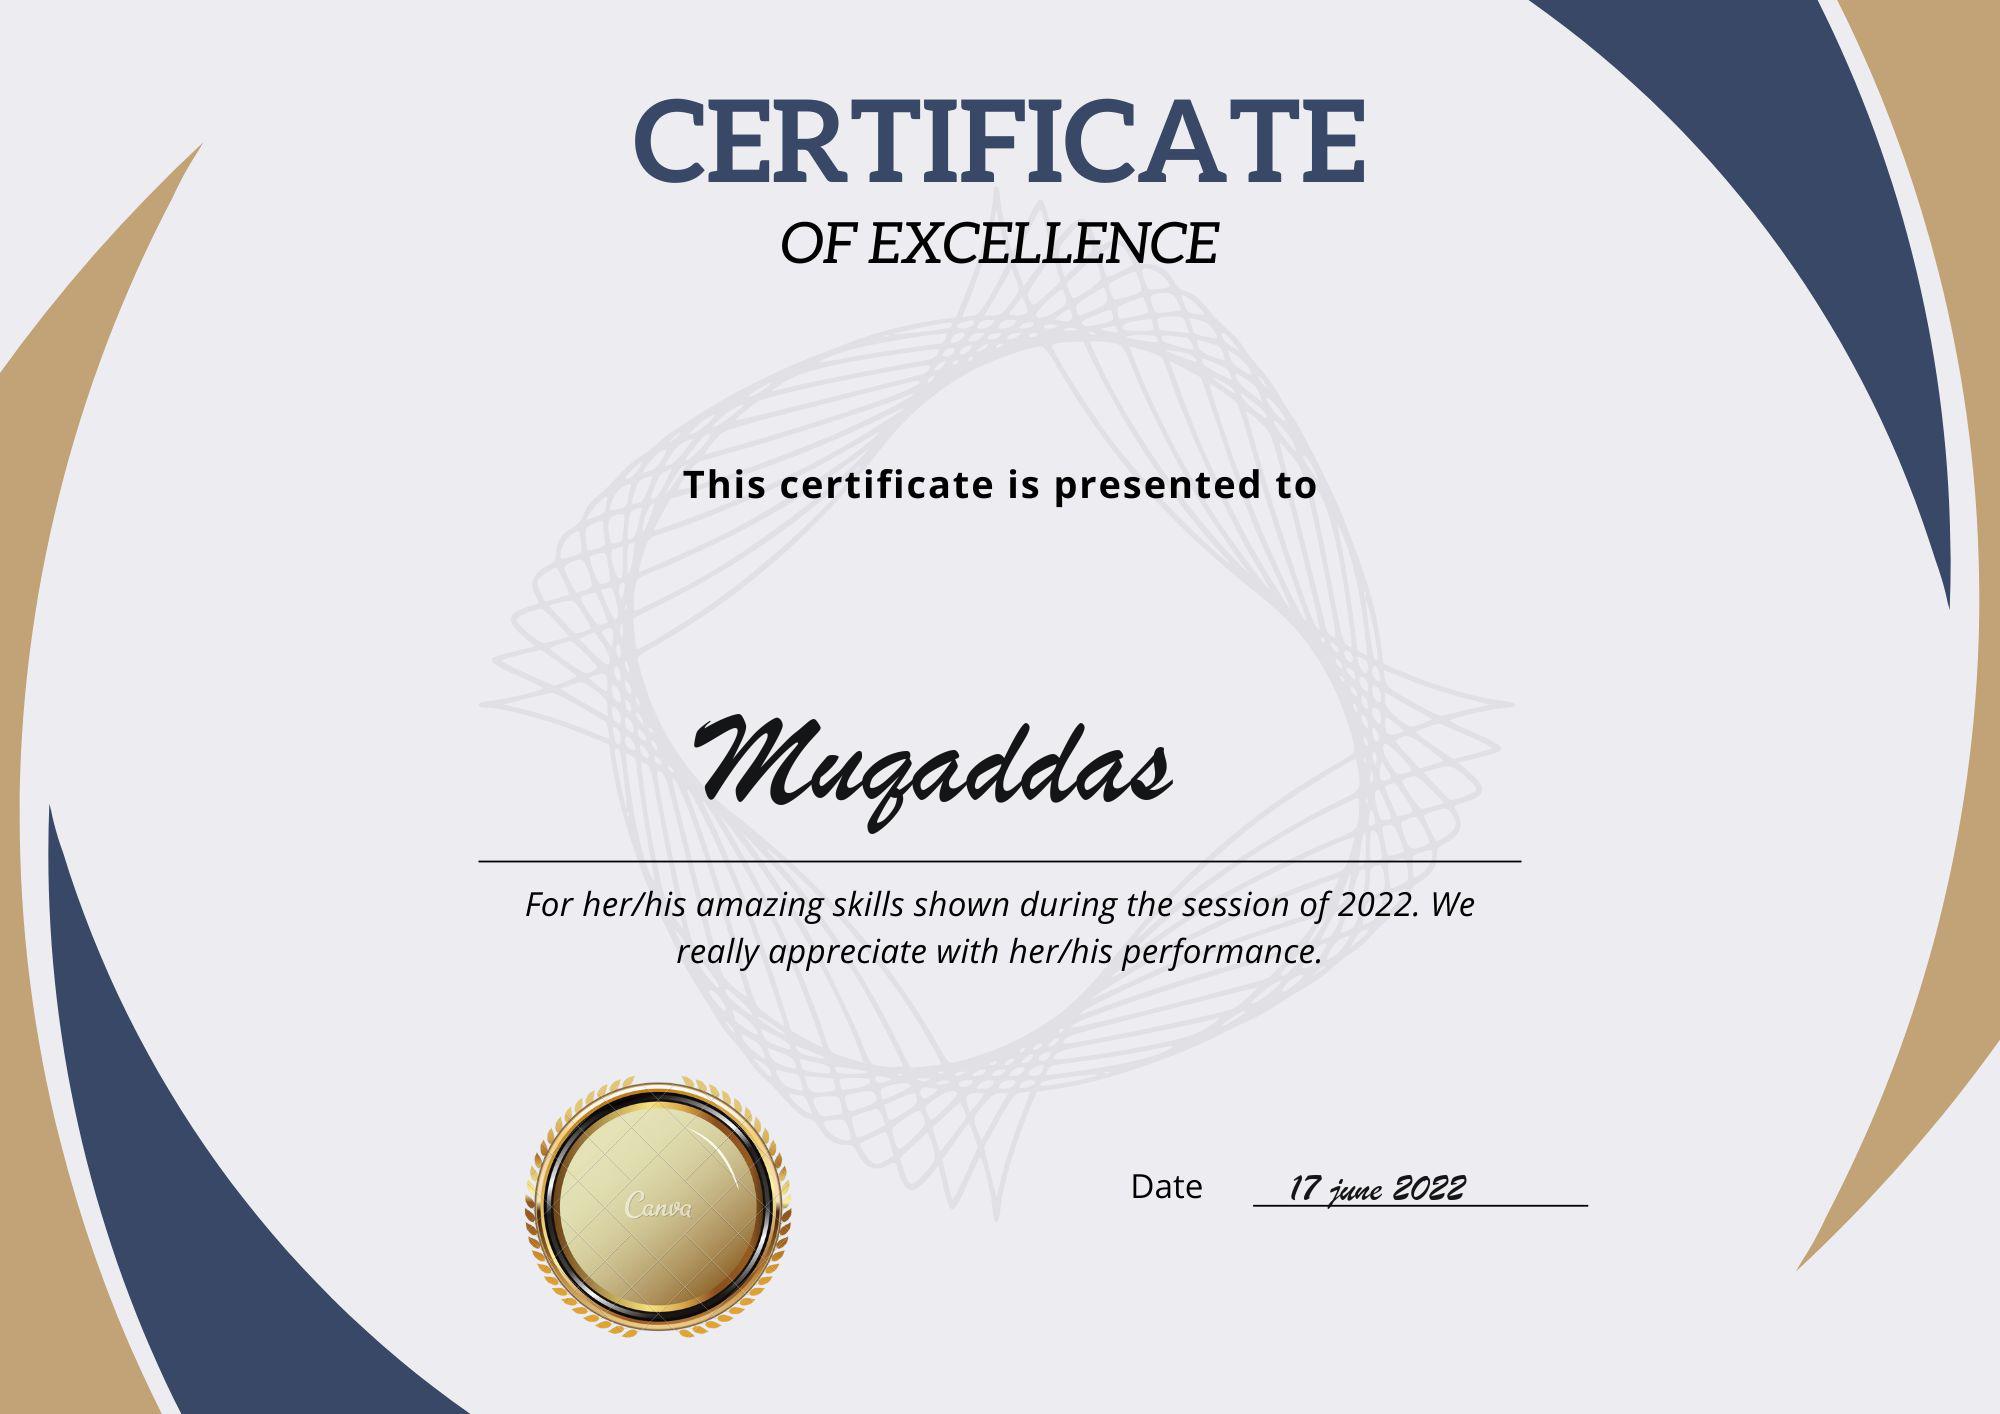 CERTIFICATE
OF EXCELLENCE
This certificate is presented to
Muqaddas
For her/his amazing skills shown during the session of 2022. We
really appreciate with her/his performance.
Canva
Date 17 june 2022